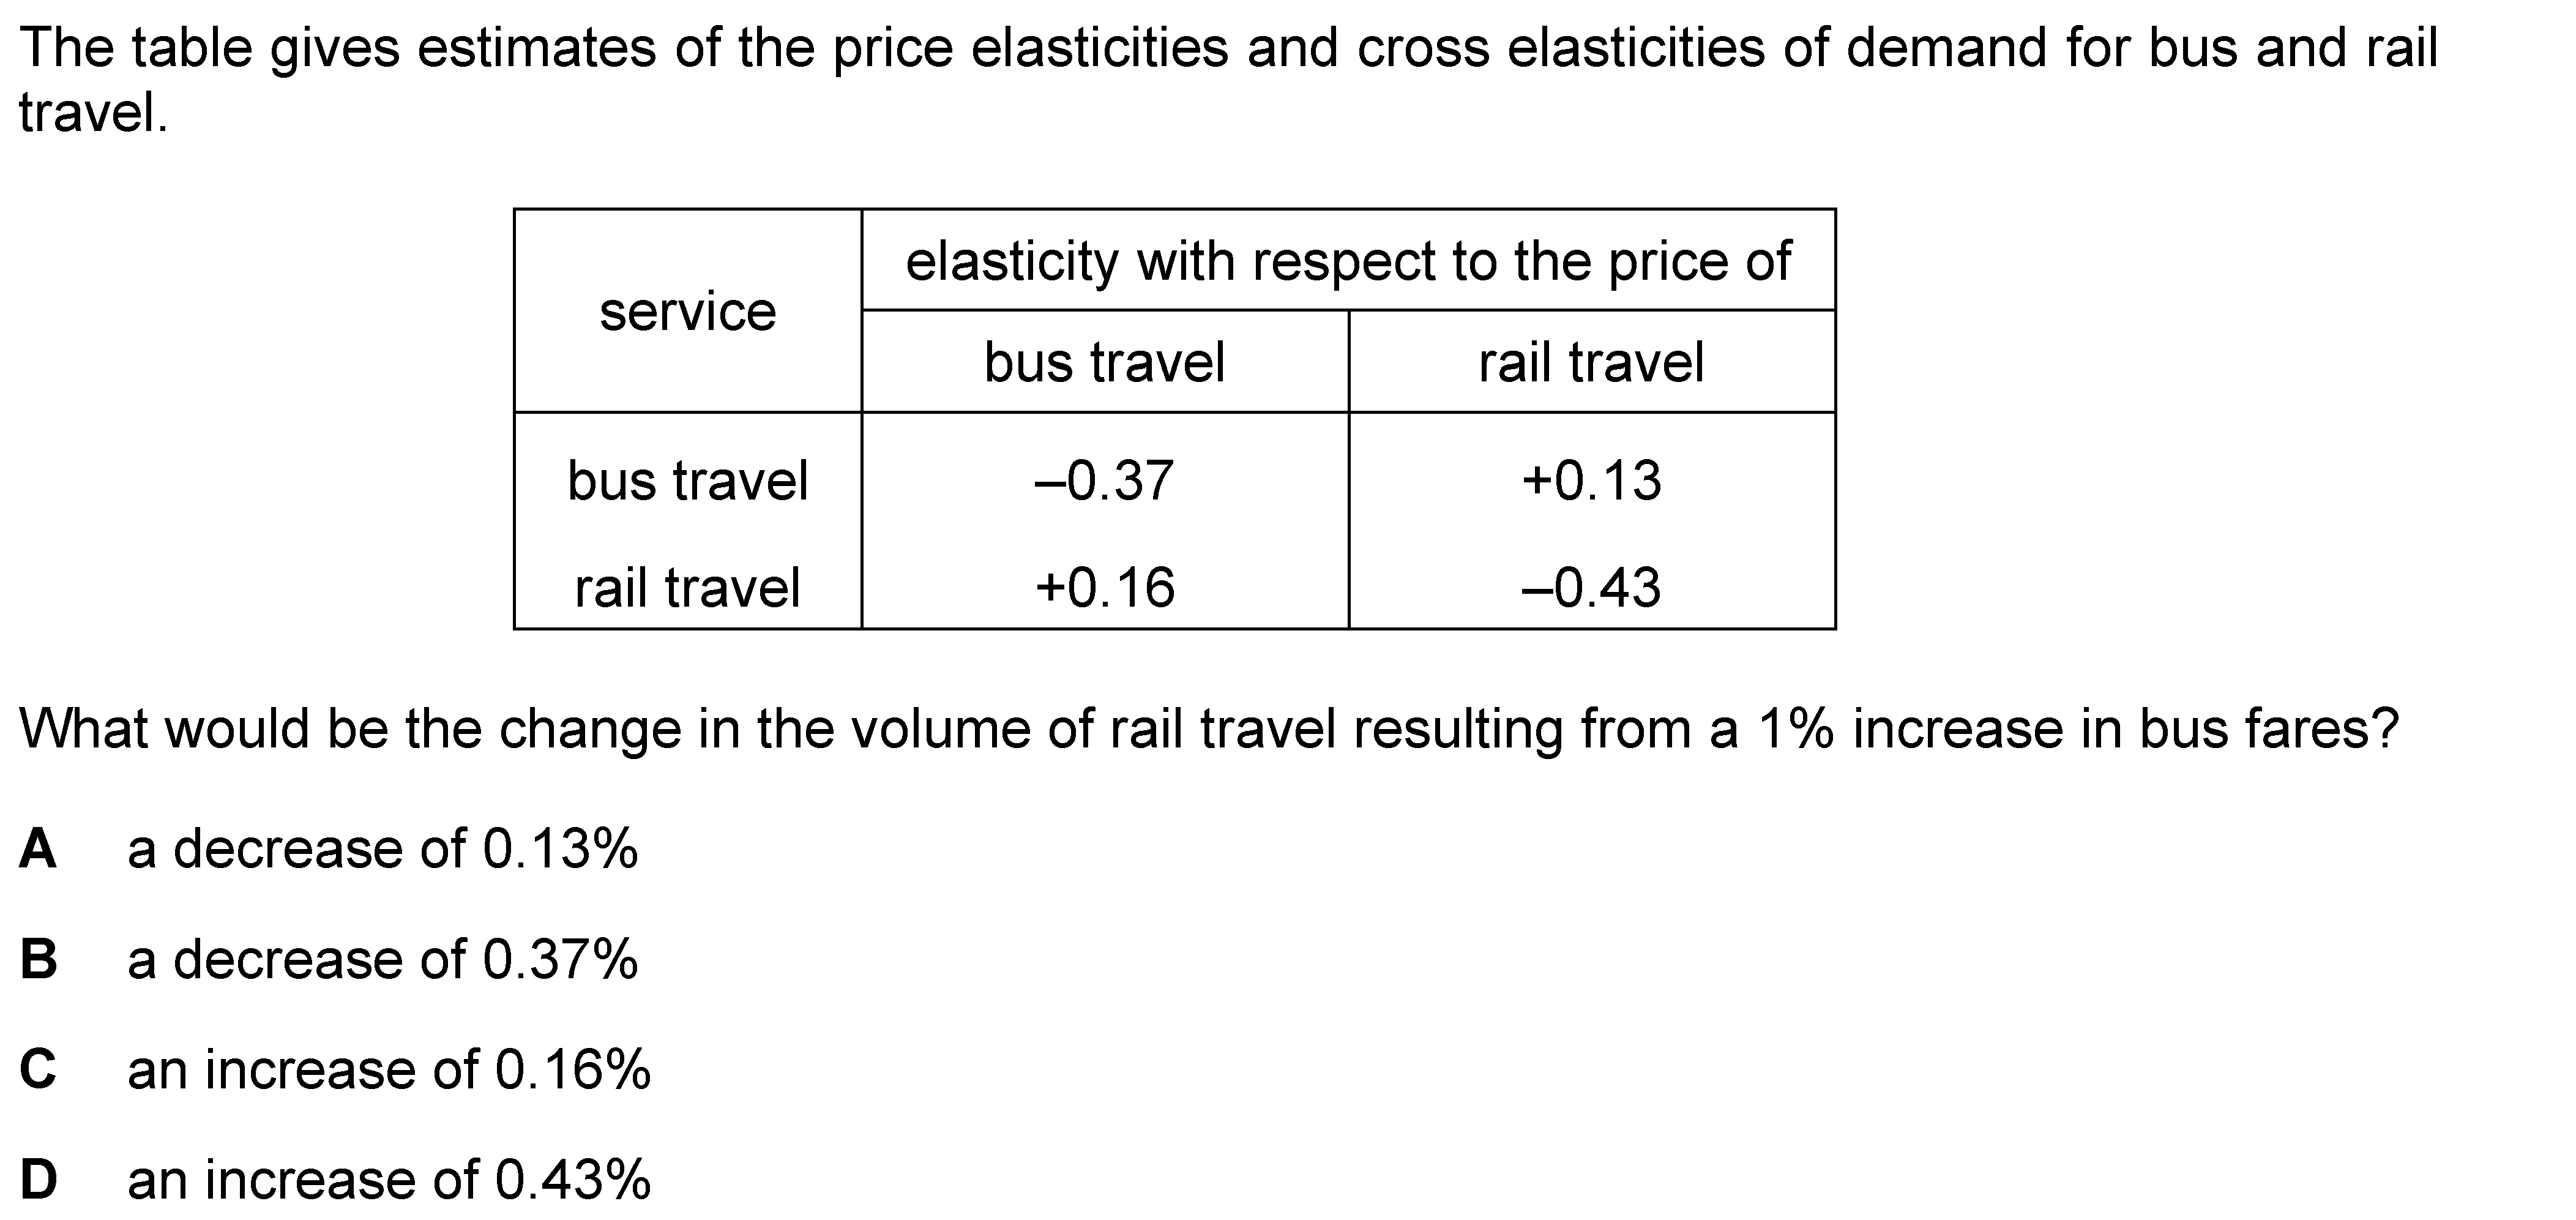 The table gives estimates of the price elasticities and cross elasticities of demand for bus and rail
travel.
service
elasticity with respect to the price of
bus travel
rail travel
bus travel
–0.37
+0.13
rail travel
+0.16
–0.43
What would be the change in the volume of rail travel resulting from a 1% increase in bus fares?
A a decrease of 0.13%
B a decrease of 0.37%
C an increase of 0.16%
D an increase of 0.43%